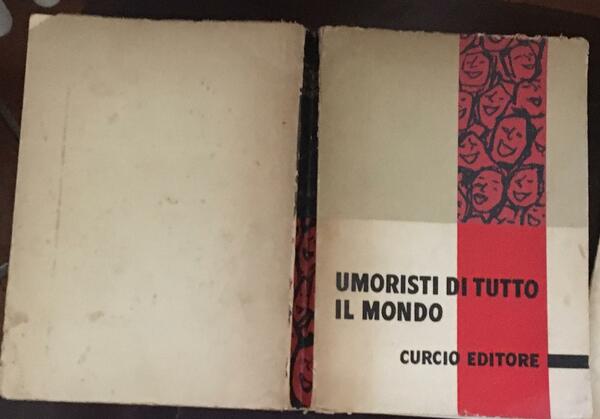 UMORISTI DI TUTTO
IL MONDO
CURCIO EDITORE